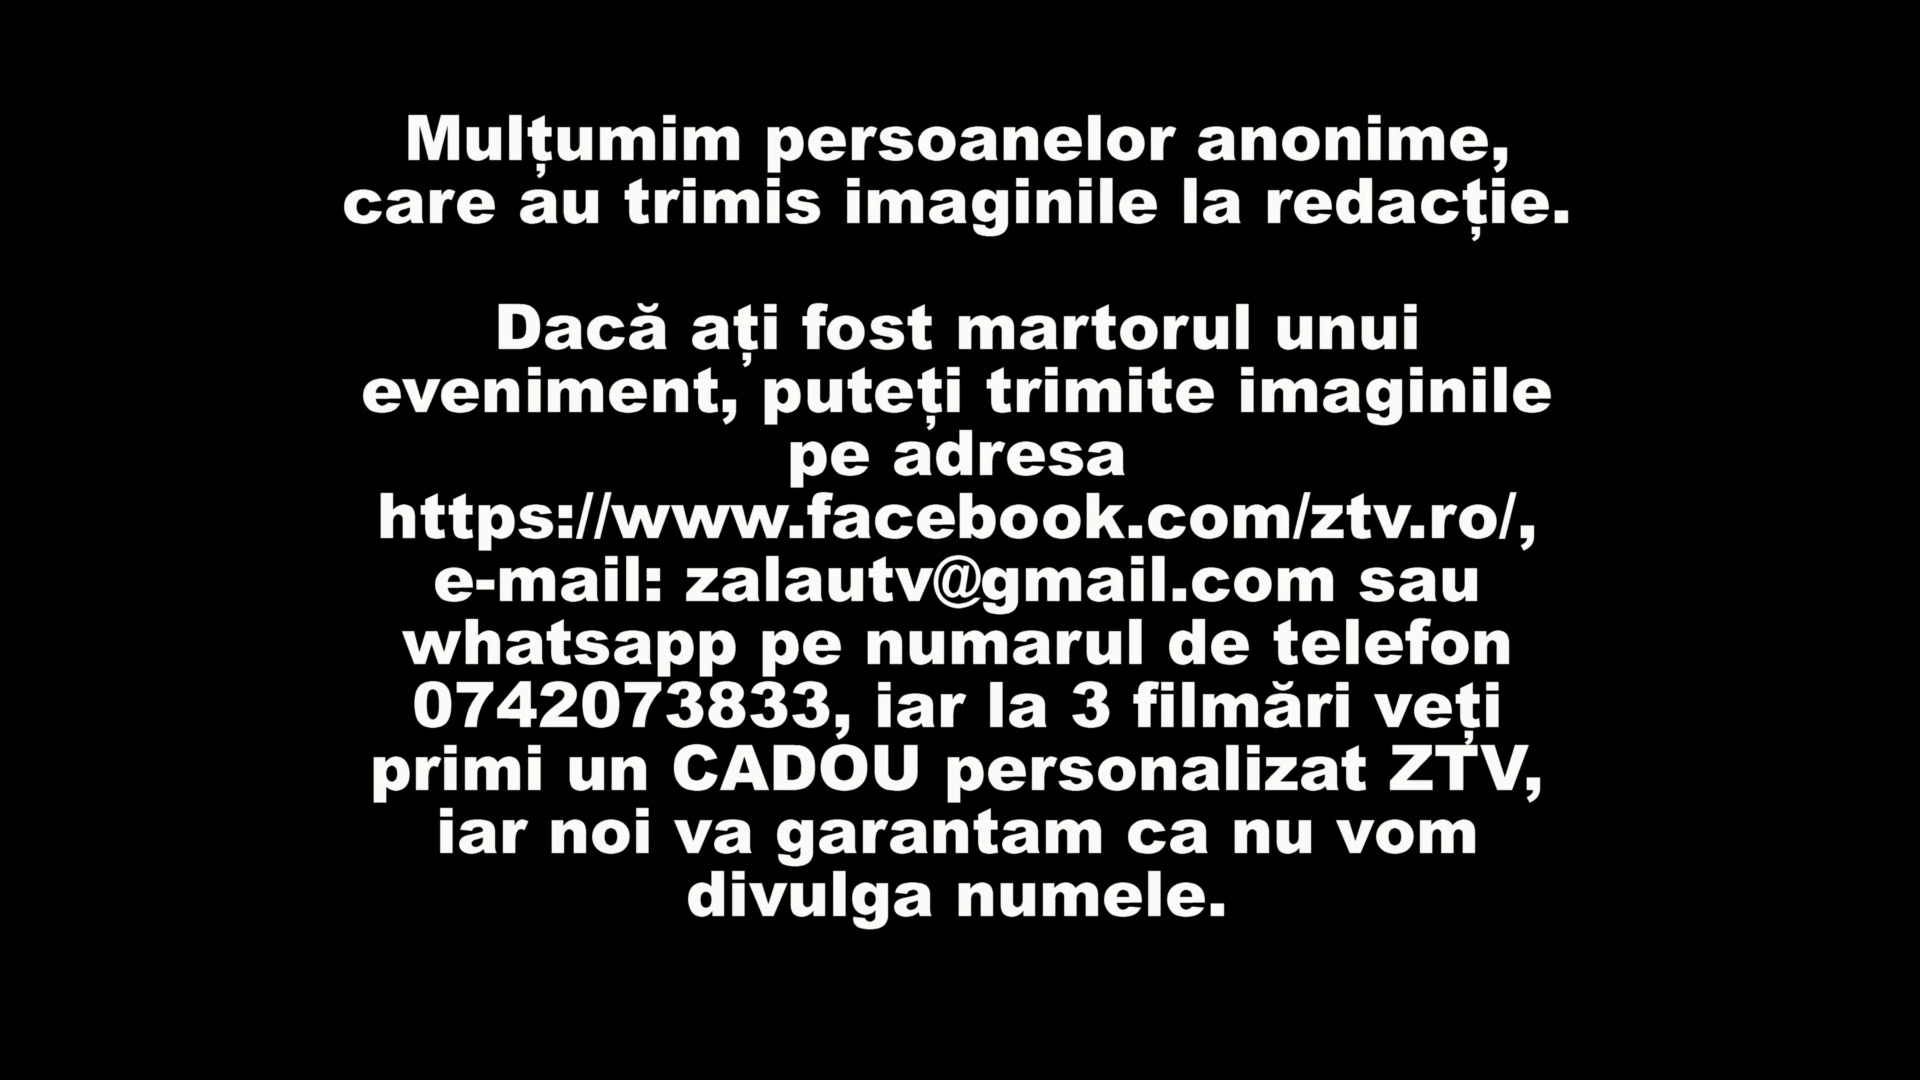 Mulțumim persoanelor anonime,
care au trimis imaginile la redacție.
Dacă ați fost martorul unui
eveniment, puteți trimite imaginile
pe adresa
https://www.facebook.com/ztv.ro/,
e-mail: zalautv@gmail.com sau
whatsapp pe numarul de telefon
0742073833, iar la 3 filmări veți
primi un CADOU personalizat ZTV,
iar noi va garantam ca nu vom
divulga numele.